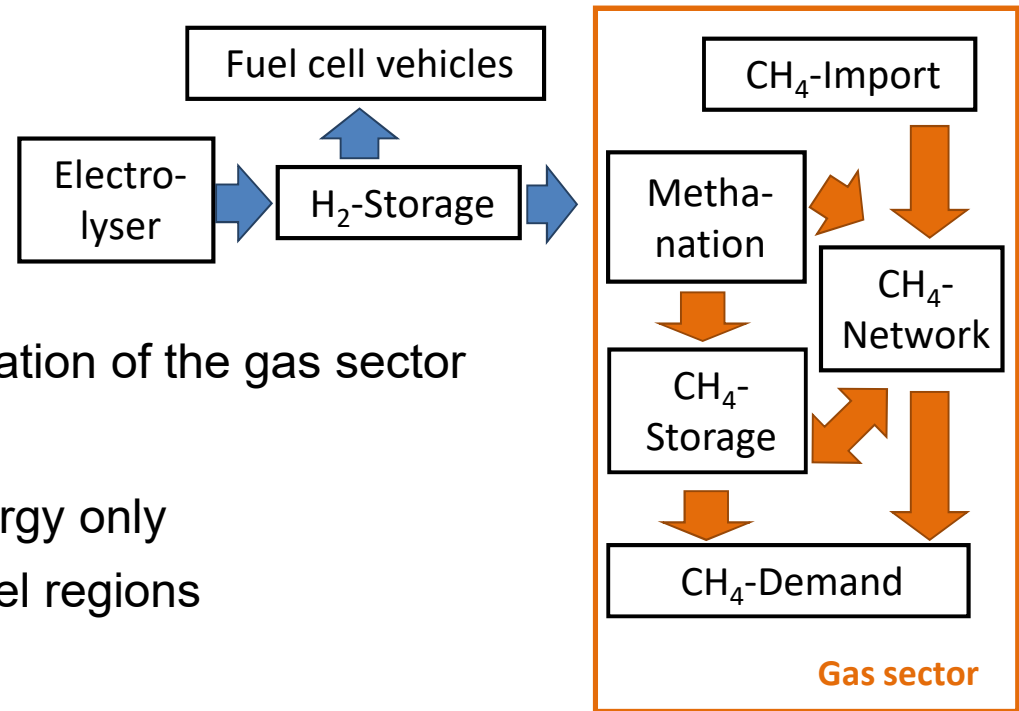 Fuel cell vehicles
CH₄-Import
Electro-
lyser
H₂-Storage
Metha-
nation
CH₄-
Network
ation of the gas sector
CH₄-
Storage
rgy only
CH₄-Demand
el regions
Gas sector